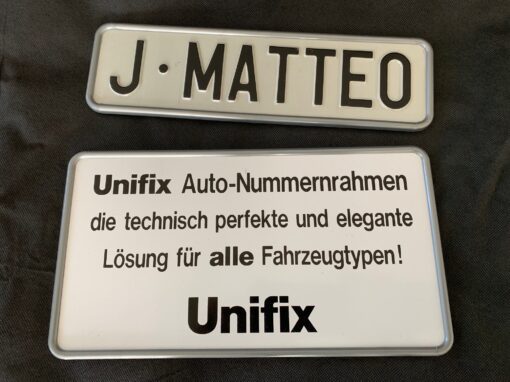 J·MATTEO
Unifix Auto-Nummernrahmen
die technisch perfekte und elegante
Lösung für alle Fahrzeugtypen!
Unifix